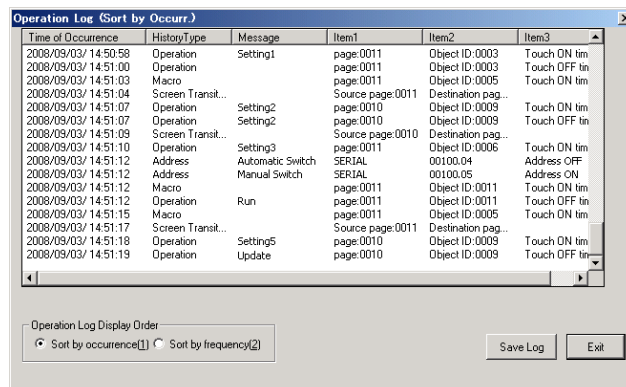 Operation Log (Sort by Occurr.)
Time of Occurrence HistoryType Message Item1 Item2 Item3
2008/09/03/ 14:50:58 Operation Setting1 page:0011 Object ID:0003 Touch ON tim
2008/09/03/ 14:51:00 Operation page:0011 Object ID:0003 Touch OFF tin
2008/09/03/ 14:51:03 Macro page:0011 Object ID:0005 Touch ON tim
2008/09/03/ 14:51:04 Screen Transit... Source page:0011 Destination pag...
2008/09/03/ 14:51:07 Operation Setting2 page:0010 Object ID:0009 Touch ON tim
2008/09/03/ 14:51:07 Operation Setting2 page:0010 Object ID:0009 Touch OFF tin
2008/09/03/ 14:51:09 Screen Transit... Source page:0010 Destination pag...
2008/09/03/ 14:51:10 Operation Setting3 page:0011 Object ID:0006 Touch ON tim
2008/09/03/ 14:51:12 Address Automatic Switch SERIAL 00100.04 Address OFF
2008/09/03/ 14:51:12 Address Manual Switch SERIAL 00100.05 Address ON
2008/09/03/ 14:51:12 Macro page:0011 Object ID:0011 Touch ON tim
2008/09/03/ 14:51:12 Operation Run page:0011 Object ID:0011 Touch OFF tin
2008/09/03/ 14:51:15 Macro page:0011 Object ID:0005 Touch ON tim
2008/09/03/ 14:51:17 Screen Transit... Source page:0011 Destination pag...
2008/09/03/ 14:51:18 Operation Setting5 page:0010 Object ID:0009 Touch ON tim
2008/09/03/ 14:51:19 Operation Update page:0010 Object ID:0009 Touch OFF tin
Operation Log Display Order
Sort by occurrence(1) Sort by frequency(2)
Save Log Exit